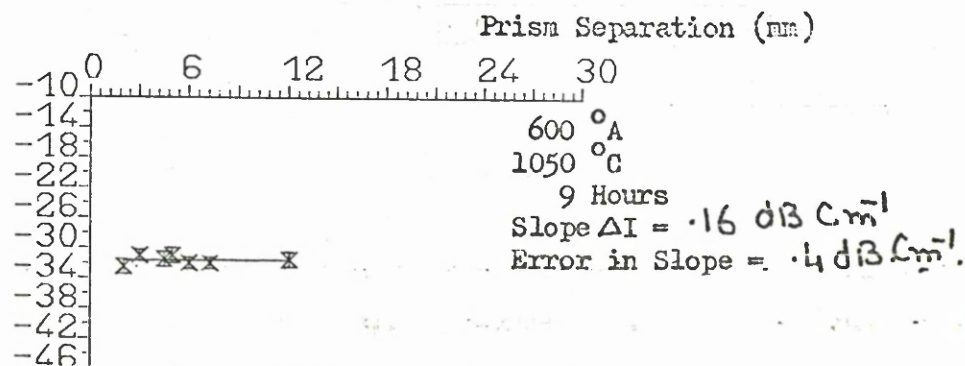 Prism Separation (mm)
0 6 12 18 24 30
-10
-14
-18
-22
-26
-30
-34
-38
-42
-46
600 °A
1050 °C
9 Hours
Slope ΔI = .16 dB Cm⁻¹
Error in Slope = .4 dB Cm⁻¹.